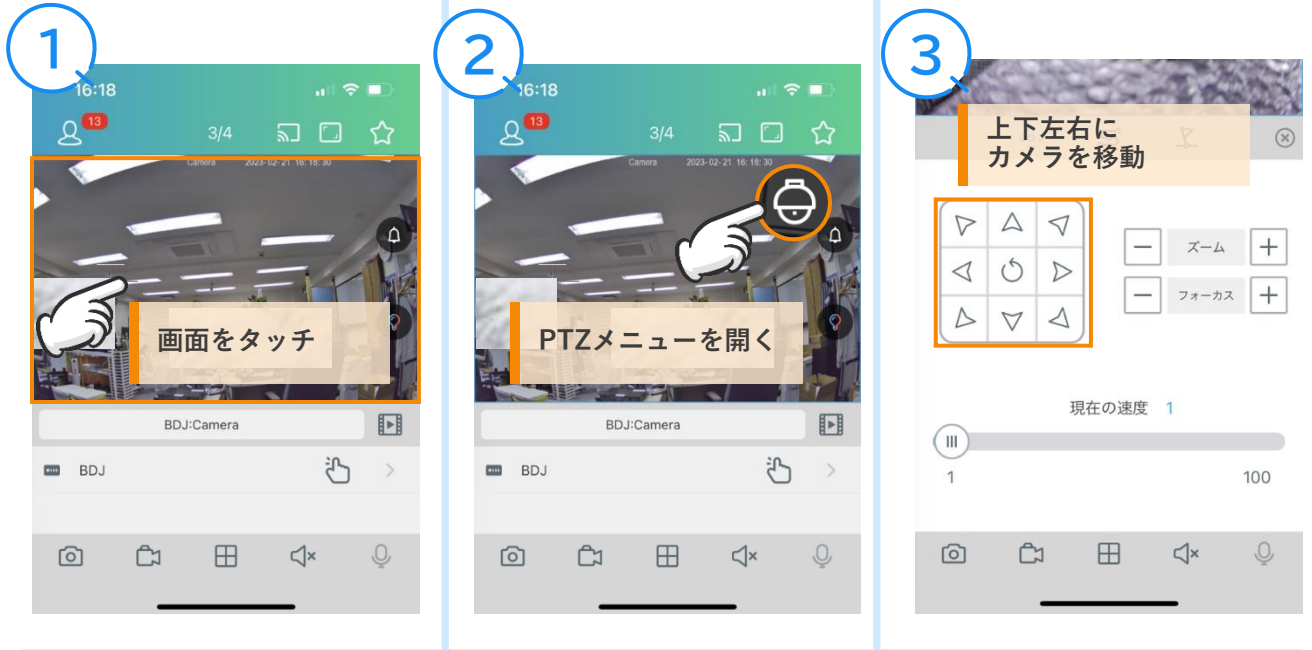 1
16:18
13
3/4
Camera 2023-02-21 16:18:30
画面をタッチ
BDJ:Camera
BDJ
2
16:18
13
3/4
Camera 2023-02-21 16:18:30
PTZメニューを開く
BDJ:Camera
BDJ
3
上下左右に
カメラを移動
ズーム
フォーカス
現在の速度 1
1 100